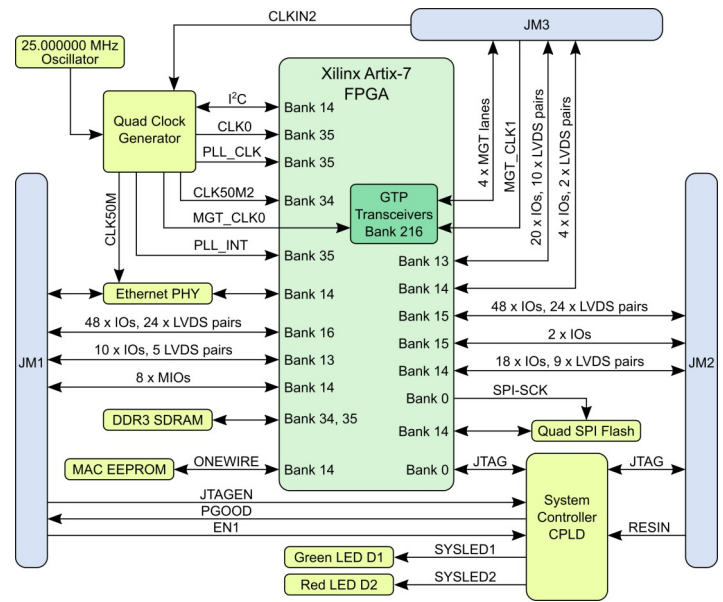 CLKIN2
JM3
25.000000 MHz
Oscillator
Xilinx Artix-7
FPGA
Quad Clock
Generator
I²C
Bank 14
CLK0
Bank 35
PLL_CLK
Bank 35
CLK50M
CLK50M2
Bank 34
MGT_CLK0
GTP
Transceivers
Bank 216
PLL_INT
Bank 35
4 x MGT lanes
MGT_CLK1
20 x IOs, 10 x LVDS pairs
4 x IOs, 2 x LVDS pairs
Bank 13
Bank 14
Ethernet PHY
Bank 14
Bank 15
48 x IOs, 24 x LVDS pairs
48 x IOs, 24 x LVDS pairs
Bank 16
Bank 15
2 x IOs
JM1
10 x IOs, 5 LVDS pairs
Bank 13
Bank 14
18 x IOs, 9 x LVDS pairs
JM2
8 x MIOs
Bank 14
Bank 0
SPI-SCK
DDR3 SDRAM
Bank 34, 35
Bank 14
Quad SPI Flash
MAC EEPROM
ONEWIRE
Bank 14
Bank 0
JTAG
JTAG
JTAGEN
PGOOD
EN1
System
Controller
CPLD
RESIN
Green LED D1
SYSLED1
Red LED D2
SYSLED2